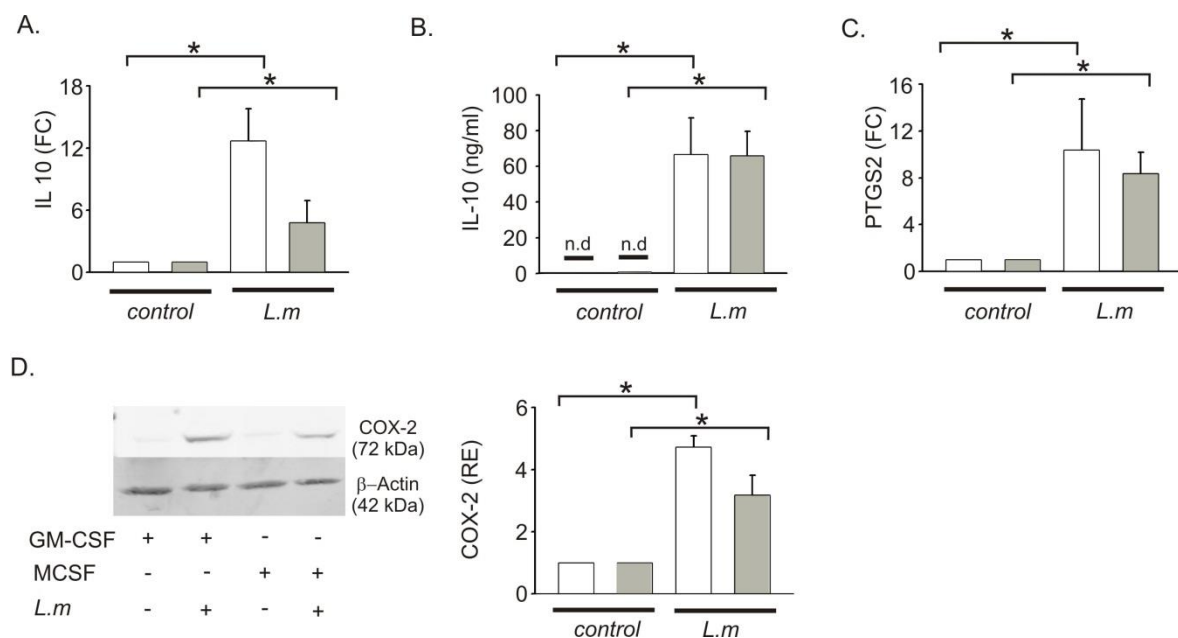 A.
*
*
18
12
6
0
IL 10 (FC)
control
L.m
B.
*
*
100
80
60
40
20
0
IL-10 (ng/ml)
n.d
n.d
control
L.m
C.
*
*
16
12
8
4
0
PTGS2 (FC)
control
L.m
D.
COX-2
(72 kDa)
β–Actin
(42 kDa)
GM-CSF + + - -
MCSF - - + +
L.m - + - +
*
*
6
4
2
0
COX-2 (RE)
control
L.m